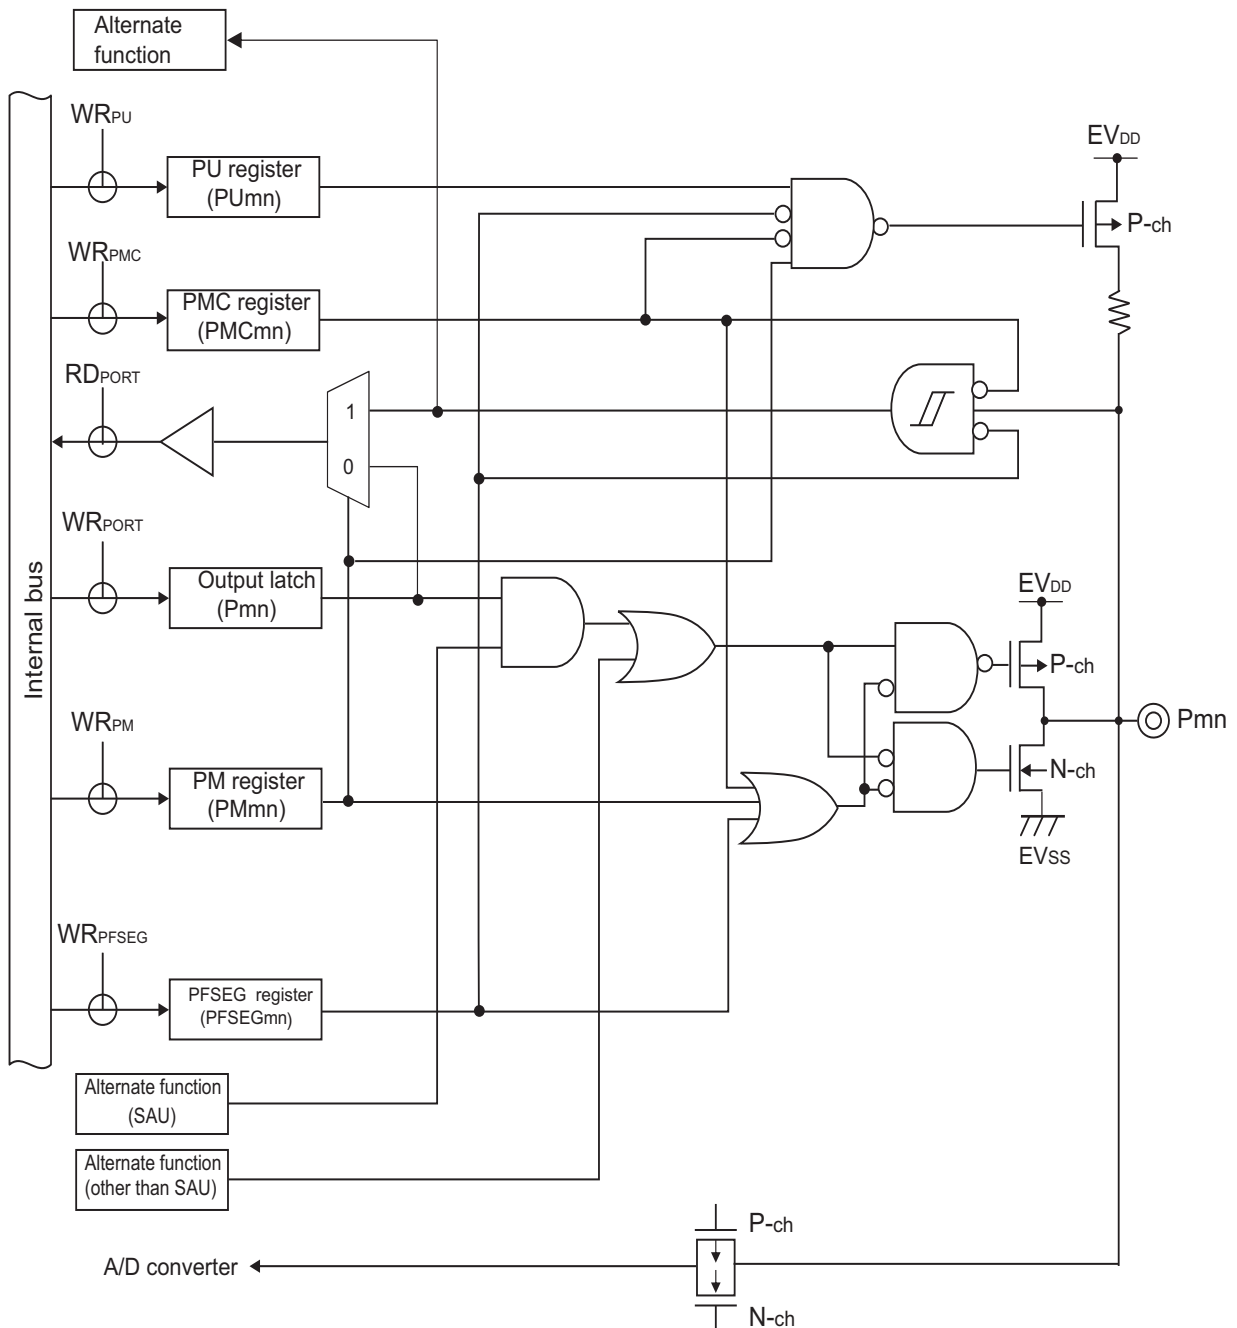 Alternate
function
WRPU
PU register
(PUmn)
EVDD
P-ch
WRPMC
PMC register
(PMCmn)
RDPORT
1
0
WRPORT
Output latch
(Pmn)
Internal bus
EVDD
P-ch
Pmn
N-ch
EVSS
WRPM
PM register
(PMmn)
WRPFSEG
PFSEG register
(PFSEGmn)
Alternate function
(SAU)
Alternate function
(other than SAU)
P-ch
A/D converter
N-ch